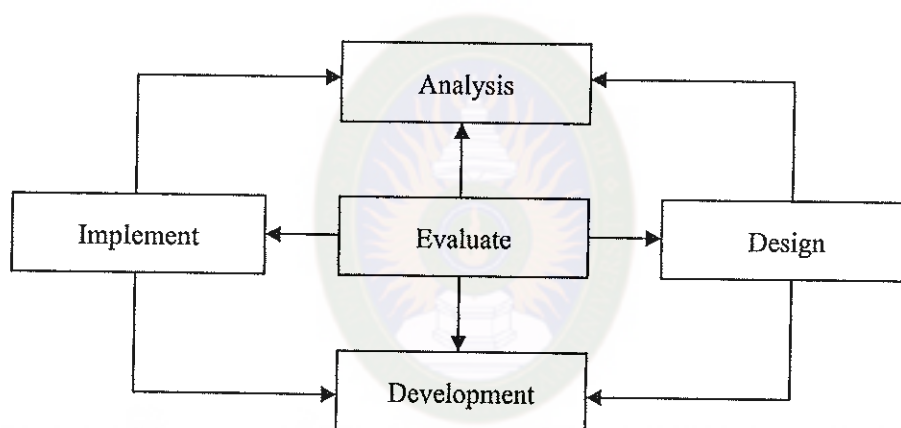 Analysis
Implement
Evaluate
Design
Development